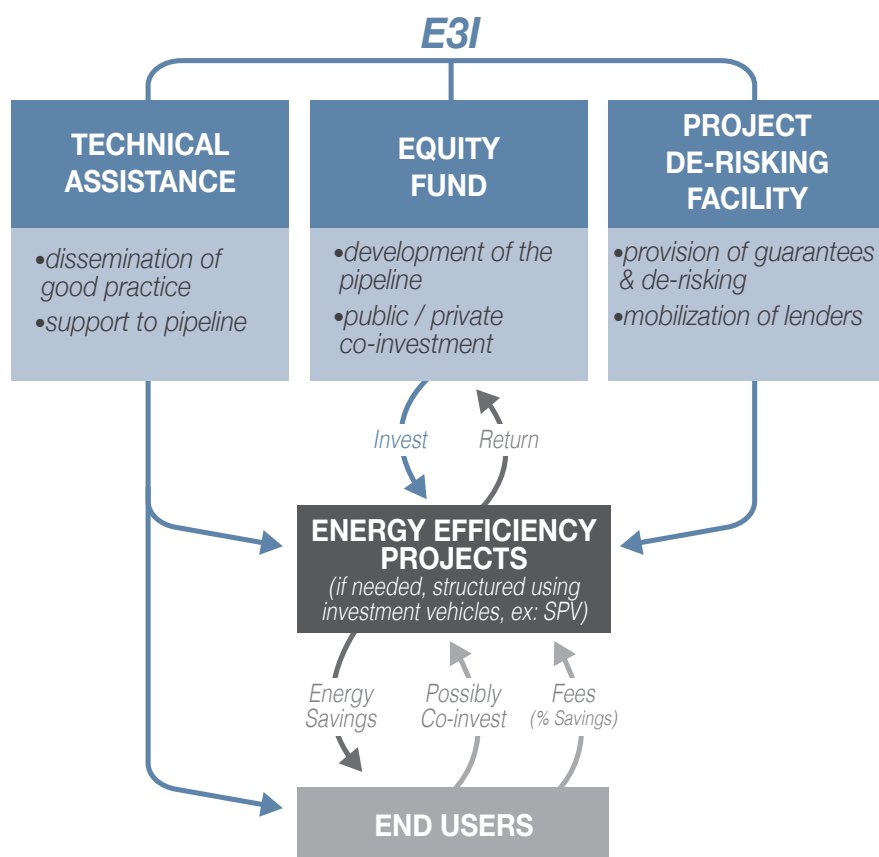 E3I
TECHNICAL
ASSISTANCE
•dissemination of
good practice
•support to pipeline
EQUITY
FUND
•development of the
pipeline
•public / private
co-investment
PROJECT
DE-RISKING
FACILITY
•provision of guarantees
& de-risking
•mobilization of lenders
Invest
Return
ENERGY EFFICIENCY
PROJECTS
(if needed, structured using
investment vehicles, ex: SPV)
Energy
Savings
Possibly
Co-invest
Fees
(% Savings)
END USERS